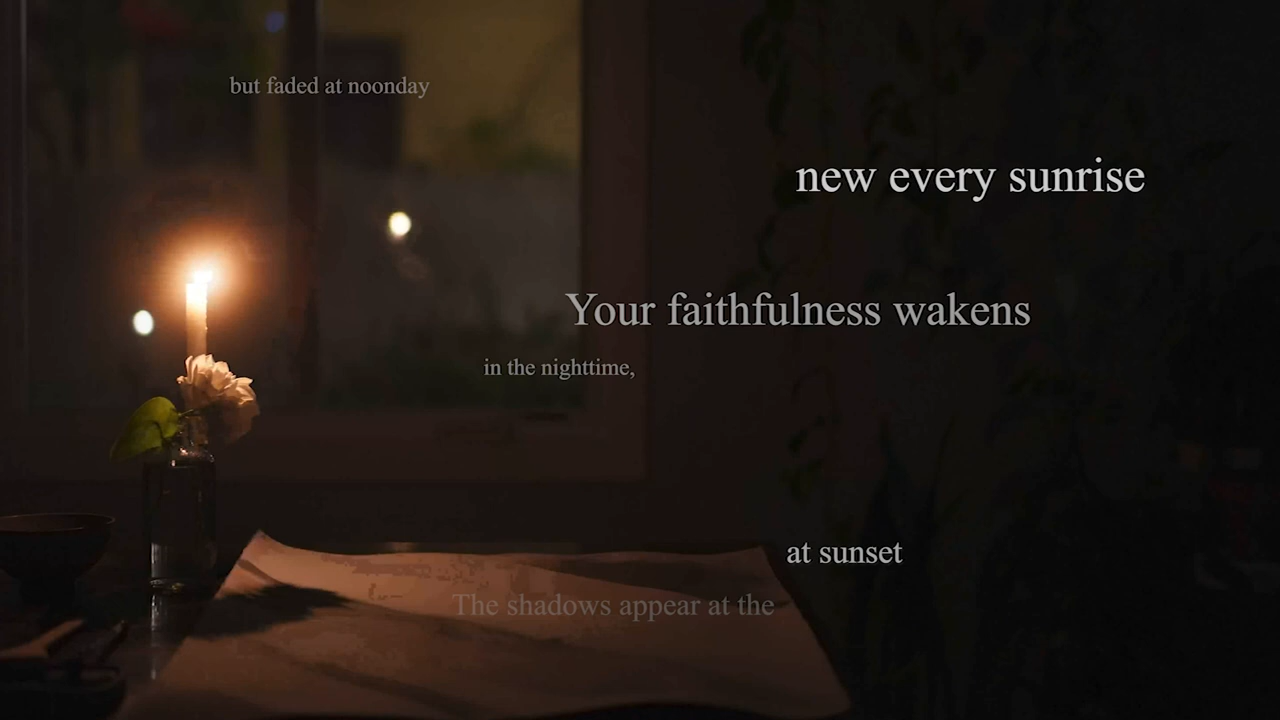 but faded at noonday
new every sunrise
Your faithfulness wakens
in the nighttime,
at sunset
The shadows appear at the